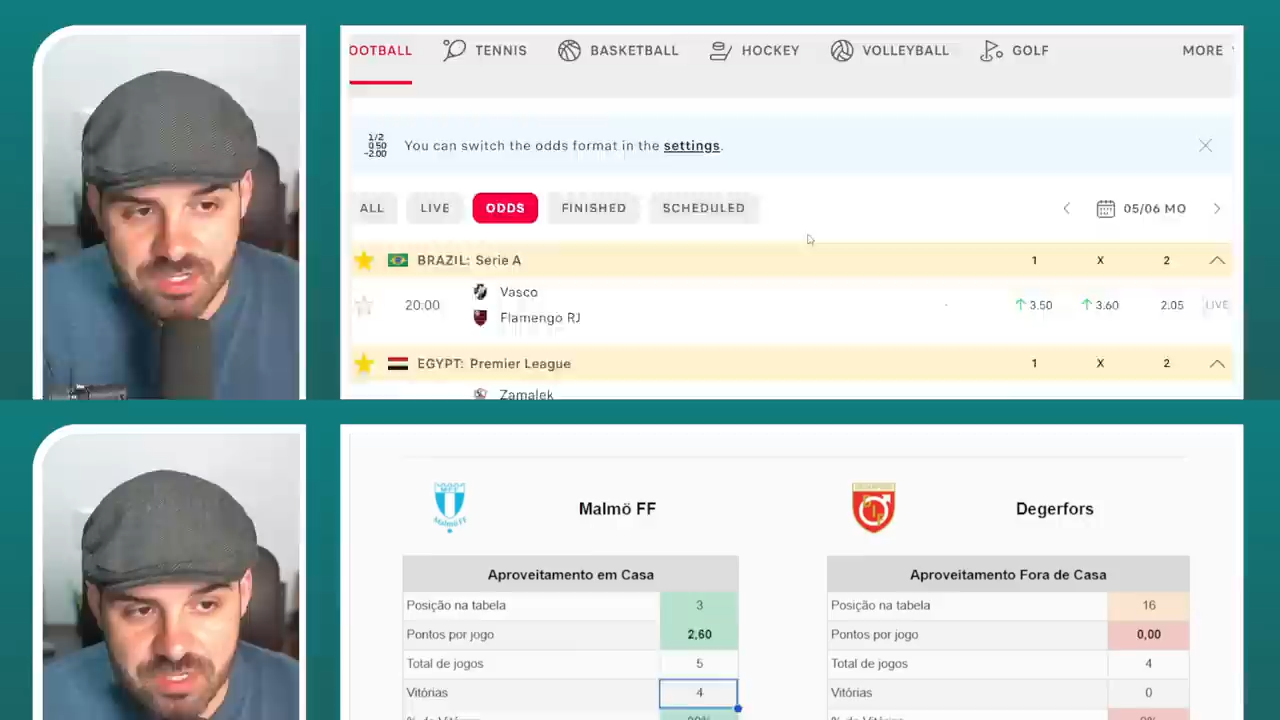 OOTBALL TENNIS BASKETBALL HOCKEY VOLLEYBALL GOLF MORE
1/2
0.50
-2.00
You can switch the odds format in the settings.
ALL LIVE ODDS FINISHED SCHEDULED 05/06 MO
BRAZIL: Serie A 1 X 2
20:00 Vasco
Flamengo RJ
3.50 3.60 2.05 LIVE
EGYPT: Premier League 1 X 2
Zamalek
Malmö FF Degerfors
Aproveitamento em Casa
Posição na tabela 3
Pontos por jogo 2,60
Total de jogos 5
Vitórias 4
Aproveitamento Fora de Casa
Posição na tabela 16
Pontos por jogo 0,00
Total de jogos 4
Vitórias 0